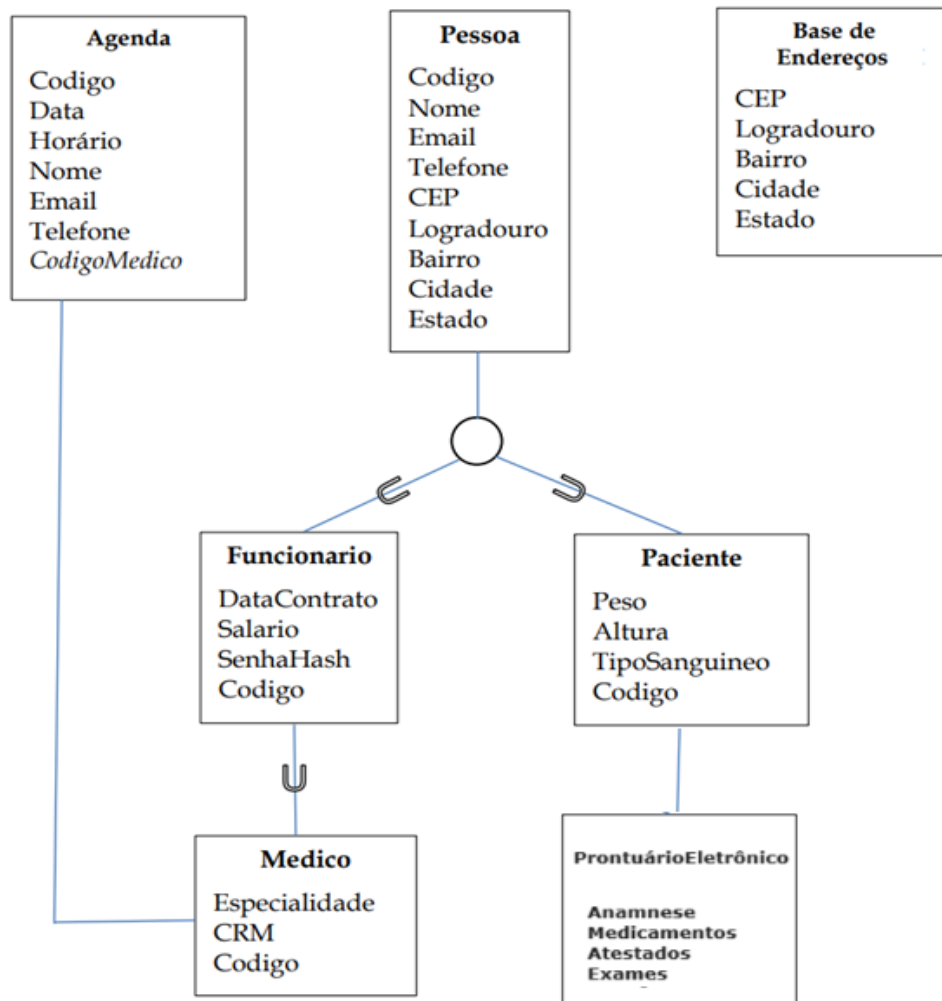 Agenda
Codigo
Data
Horário
Nome
Email
Telefone
CodigoMedico
Pessoa
Codigo
Nome
Email
Telefone
CEP
Logradouro
Bairro
Cidade
Estado
Base de
Endereços
CEP
Logradouro
Bairro
Cidade
Estado
Funcionario
DataContrato
Salario
SenhaHash
Codigo
Paciente
Peso
Altura
TipoSanguineo
Codigo
Medico
Especialidade
CRM
Codigo
ProntuárioEletrônico
Anamnese
Medicamentos
Atestados
Exames